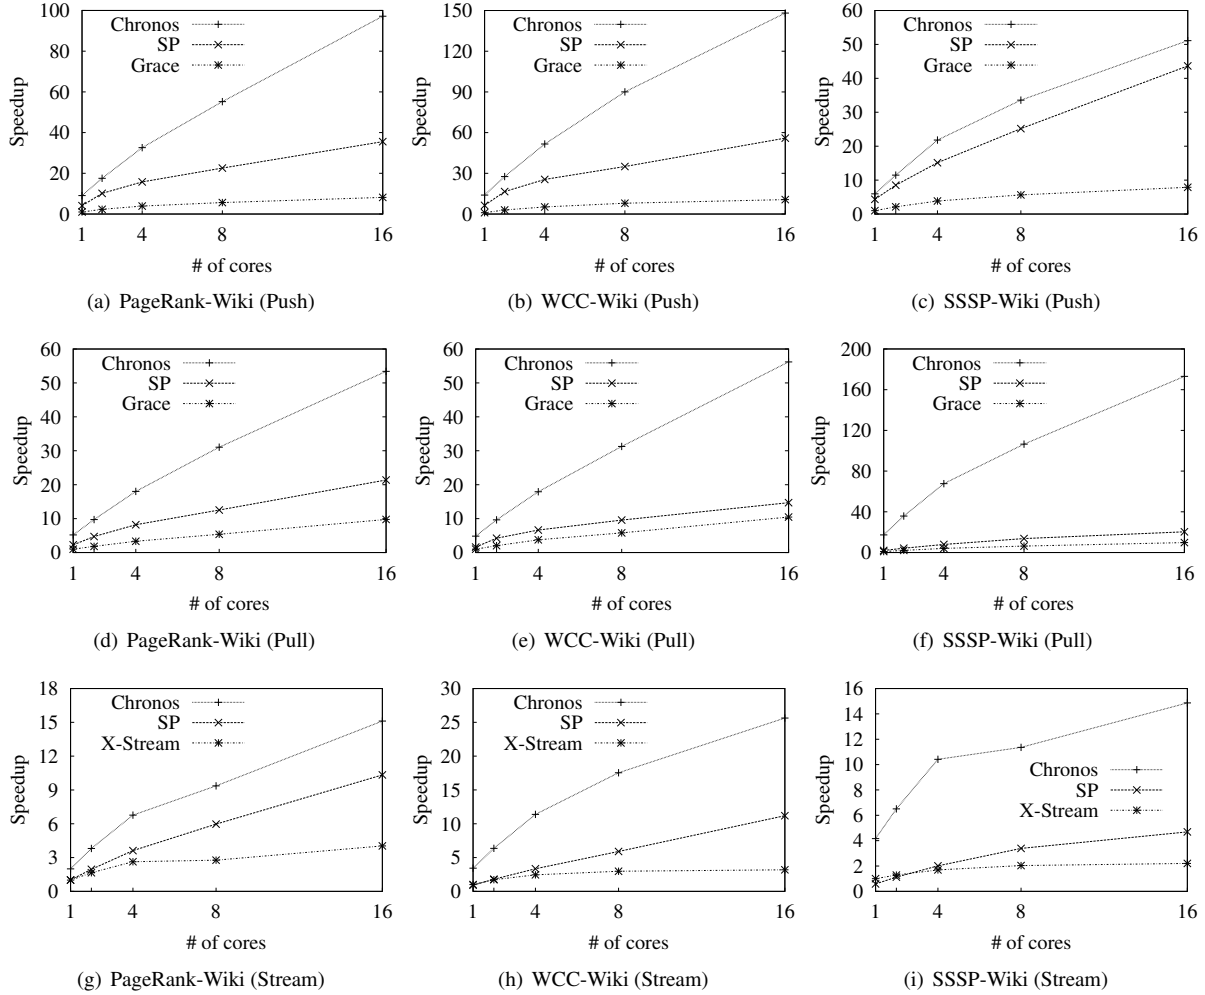 100
80
60
40
20
0
Speedup
Chronos
SP
Grace
1 4 8 16
# of cores
(a) PageRank-Wiki (Push)
150
120
90
60
30
0
Speedup
Chronos
SP
Grace
1 4 8 16
# of cores
(b) WCC-Wiki (Push)
60
50
40
30
20
10
0
Speedup
Chronos
SP
Grace
1 4 8 16
# of cores
(c) SSSP-Wiki (Push)
60
50
40
30
20
10
0
Speedup
Chronos
SP
Grace
1 4 8 16
# of cores
(d) PageRank-Wiki (Pull)
60
50
40
30
20
10
0
Speedup
Chronos
SP
Grace
1 4 8 16
# of cores
(e) WCC-Wiki (Pull)
200
160
120
80
40
0
Speedup
Chronos
SP
Grace
1 4 8 16
# of cores
(f) SSSP-Wiki (Pull)
18
15
12
9
6
3
0
Speedup
Chronos
SP
X-Stream
1 4 8 16
# of cores
(g) PageRank-Wiki (Stream)
30
25
20
15
10
5
0
Speedup
Chronos
SP
X-Stream
1 4 8 16
# of cores
(h) WCC-Wiki (Stream)
16
14
12
10
8
6
4
2
0
Speedup
Chronos
SP
X-Stream
1 4 8 16
# of cores
(i) SSSP-Wiki (Stream)